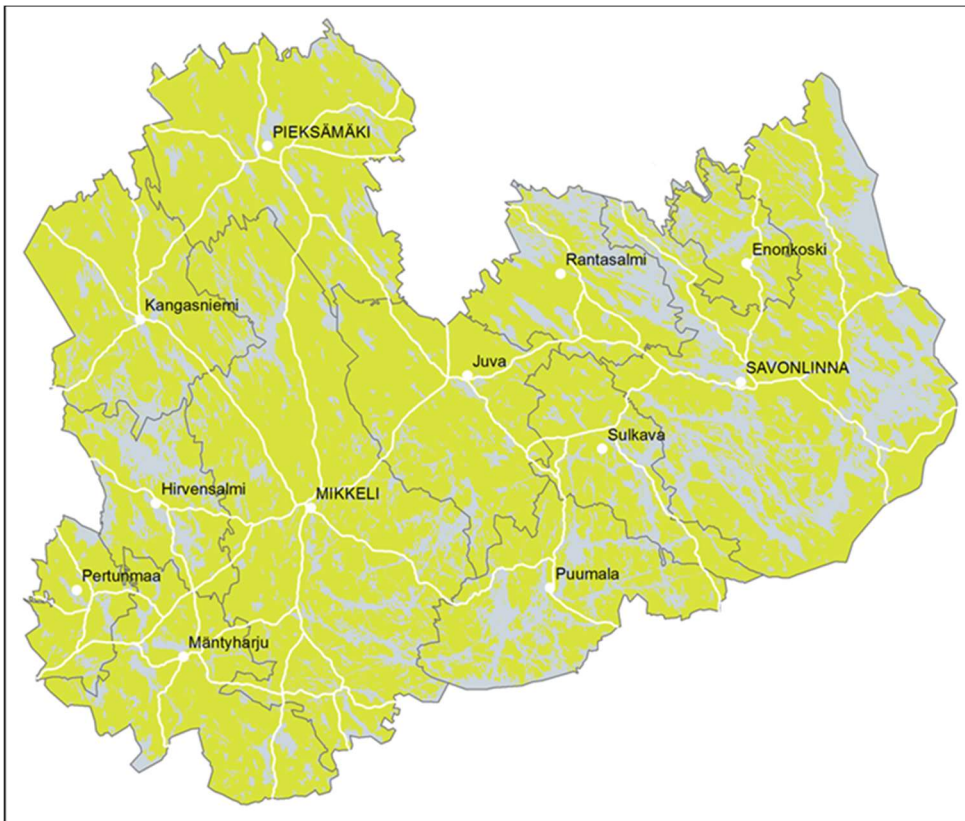 PIEKSÄMÄKI
Enonkoski
Rantasalmi
Kangasniemi
Juva
SAVONLINNA
Sulkava
Hirvensalmi
MIKKELI
Pertunmaa
Puumala
Mäntyharju